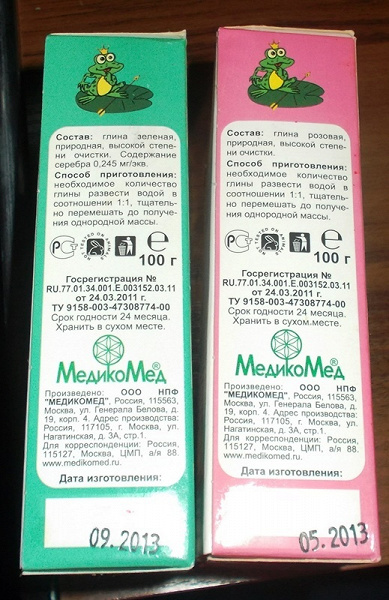 Состав: глина зеленая,
природная, высокой степе-
ни очистки. Содержание
серебра 0,245 мг/экв.
Способ приготовления:
необходимое количество
глины развести водой в
соотношении 1:1, тщатель-
но перемешать до получе-
ния однородной массы.
100 г
Госрегистрация №
RU.77.01.34.001.Е.003152.03.11
от 24.03.2011 г.
ТУ 9158-003-47308774-00
Срок годности 24 месяца.
Хранить в сухом месте.
МедикоМед®
Произведено: ООО НПФ
"МЕДИКОМЕД", Россия, 115563,
Москва, ул. Генерала Белова, д.
19, корп. 4. Адрес производства:
Россия, 117105, г. Москва, ул.
Нагатинская, д. 3А, стр.1.
Для корреспонденции: Россия,
115127, Москва, ЦМП, а/я 88.
www.medikomed.ru
Дата изготовления:
09.2013
Состав: глина розовая,
природная, высокой степени
очистки.
Способ приготовления:
необходимое количество
глины развести водой в
соотношении 1:1, тщательно
перемешать до получения
однородной массы.
100 г
Госрегистрация №
RU.77.01.34.001.Е.003152.03.11
от 24.03.2011 г.
ТУ 9158-003-47308774-00
Срок годности 24 месяца.
Хранить в сухом месте.
МедикоМед®
Произведено: ООО НПФ
"МЕДИКОМЕД", Россия, 115563,
Москва, ул. Генерала Белова, д.
19, корп. 4. Адрес производства:
Россия, 117105, г. Москва, ул.
Нагатинская, д. 3А, стр.1.
Для корреспонденции: Россия,
115127, Москва, ЦМП, а/я 88.
www.medikomed.ru
Дата изготовления:
05.2013